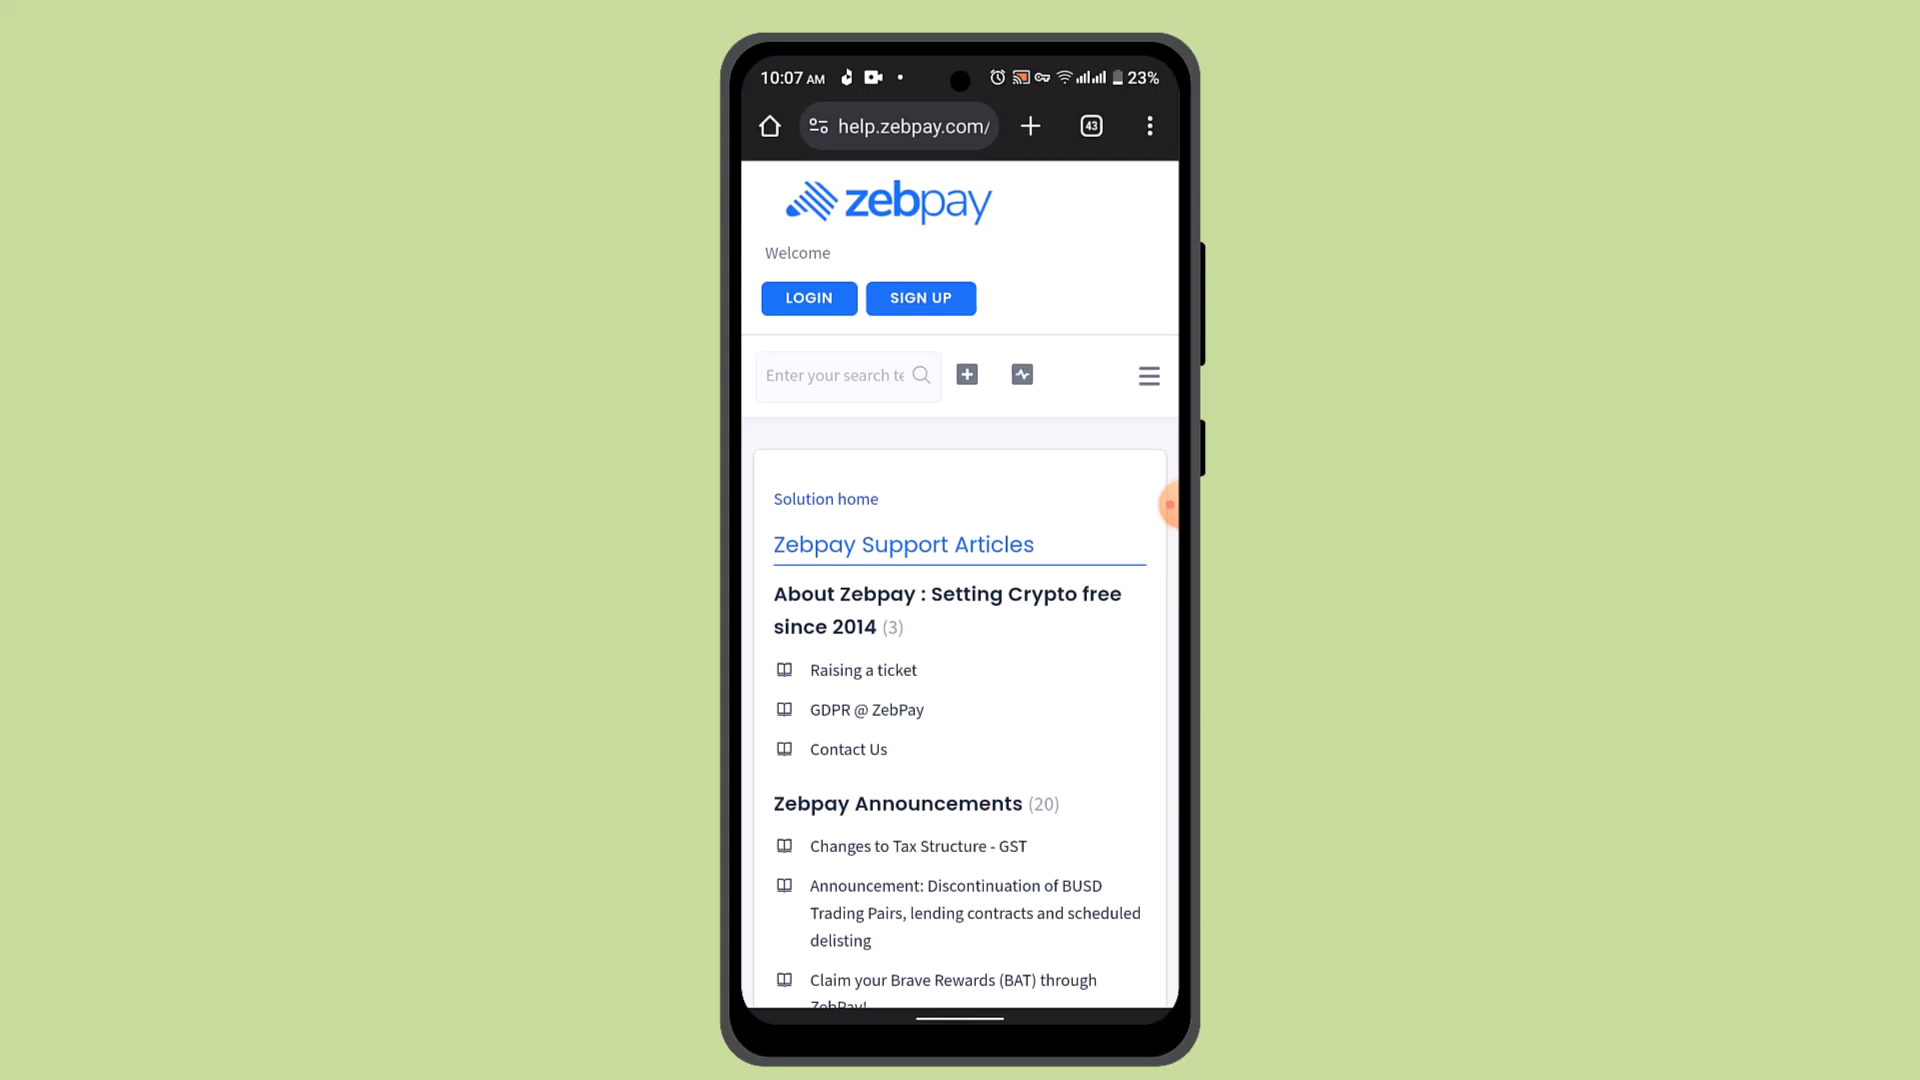 10:07 AM 23%
help.zebpay.com/ 43
zebpay
Welcome
LOGIN SIGN UP
Enter your search te
Solution home
Zebpay Support Articles
About Zebpay : Setting Crypto free
since 2014 (3)
Raising a ticket
GDPR @ ZebPay
Contact Us
Zebpay Announcements (20)
Changes to Tax Structure - GST
Announcement: Discontinuation of BUSD
Trading Pairs, lending contracts and scheduled
delisting
Claim your Brave Rewards (BAT) through
ZebPay!